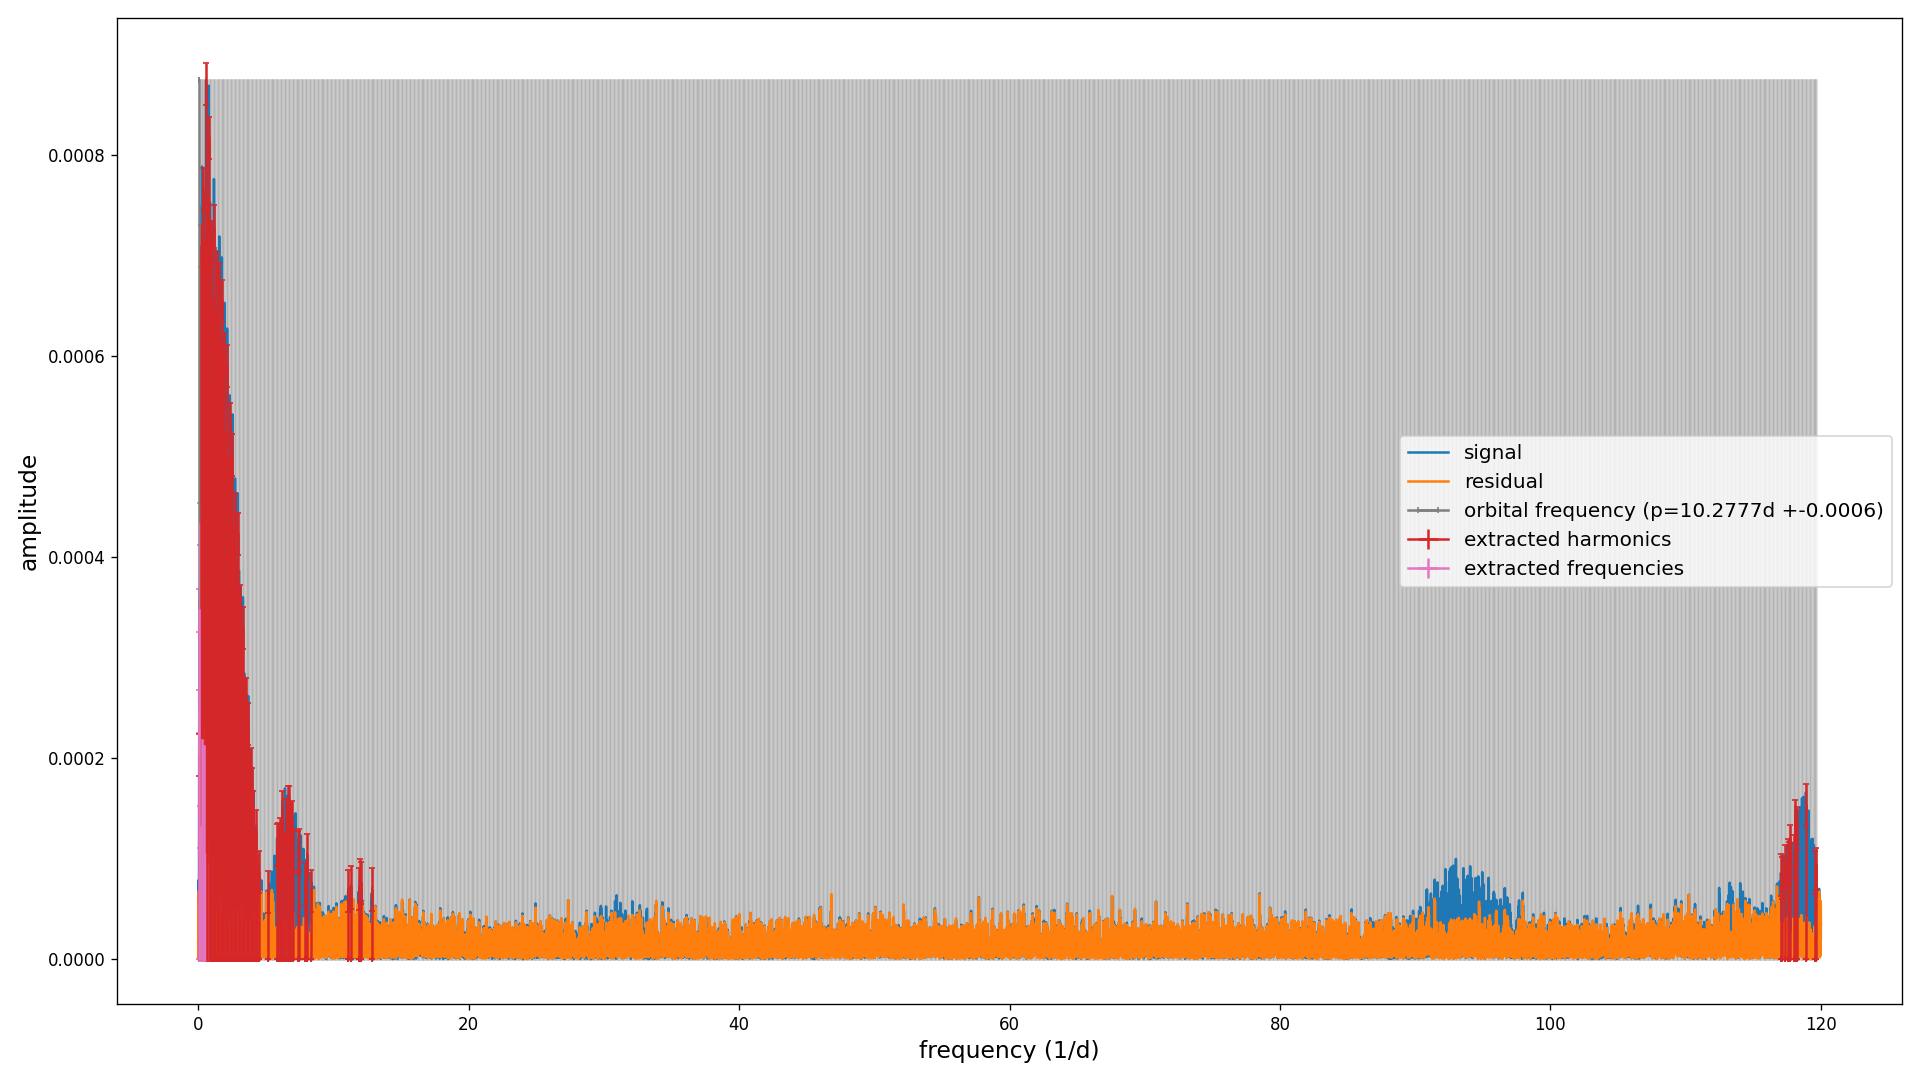 amplitude
0.0008
0.0006
0.0004
0.0002
0.0000
signal
residual
orbital frequency (p=10.2777d +-0.0006)
extracted harmonics
extracted frequencies
0 20 40 60 80 100 120
frequency (1/d)